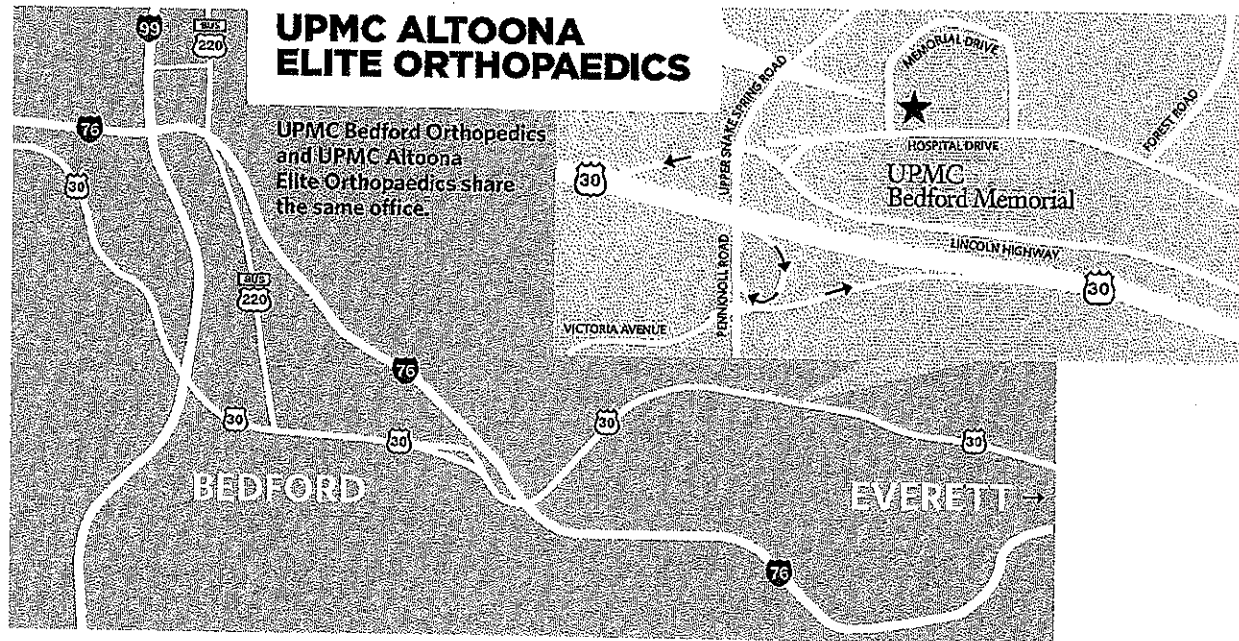 UPMC ALTOONA
ELITE ORTHOPAEDICS
UPMC Bedford Orthopedics
and UPMC Altoona
Elite Orthopaedics share
the same office.
99
BUS
220
76
30
BUS
220
76
30
30
30
30
76
BEDFORD
EVERETT
MEMORIAL DRIVE
UPPER SNAKE SPRING ROAD
FOREST ROAD
HOSPITAL DRIVE
UPMC
Bedford Memorial
30
LINCOLN HIGHWAY
30
PENNKNOLL ROAD
VICTORIA AVENUE